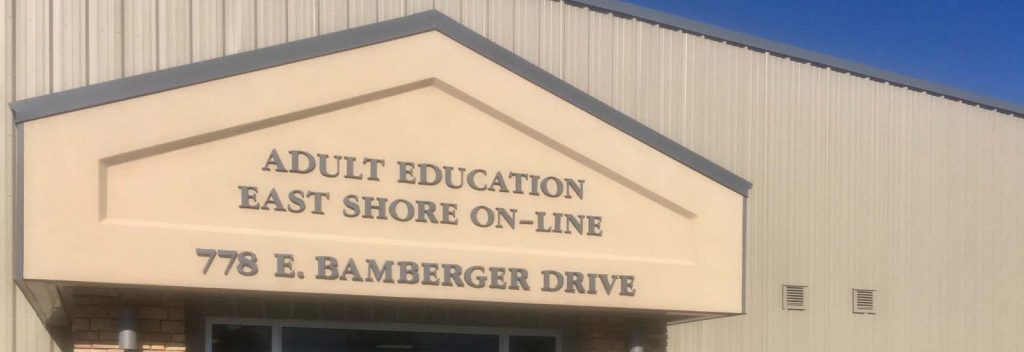 ADULT EDUCATION
EAST SHORE ON-LINE
778 E. BAMBERGER DRIVE